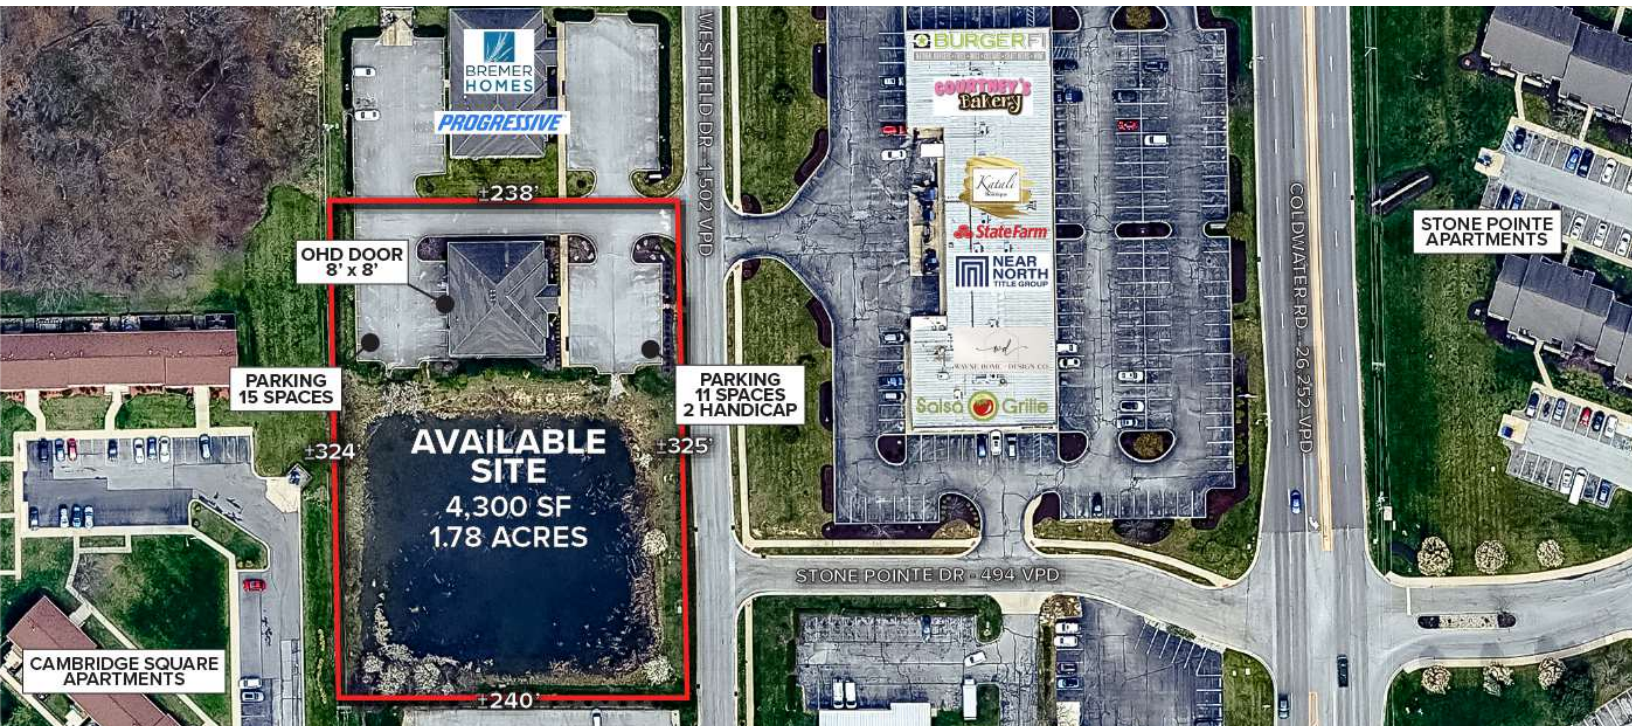 BREMER
HOMES
PROGRESSIVE
WESTFIELD DR - 1,502 VPD
BURGERFI
COURTNEY'S
Bakery
Katali
State Farm
NEAR
NORTH
TITLE GROUP
wd
WAYNE HOME + DESIGN CO.
Salsa Grille
COLDWATER RD - 26,252 VPD
STONE POINTE
APARTMENTS
±238'
OHD DOOR
8' x 8'
PARKING
15 SPACES
PARKING
11 SPACES
2 HANDICAP
±324'
±325'
AVAILABLE
SITE
4,300 SF
1.78 ACRES
STONE POINTE DR - 494 VPD
CAMBRIDGE SQUARE
APARTMENTS
±240'